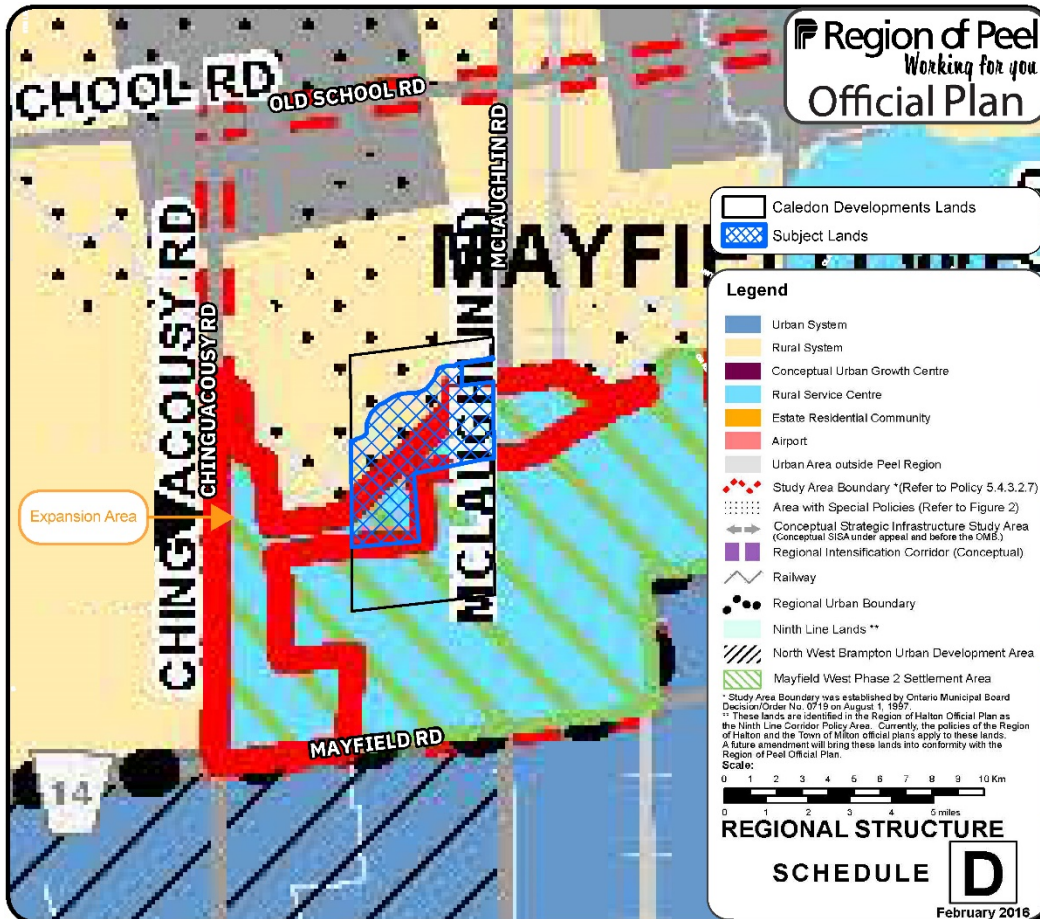 Region of Peel
Working for you
Official Plan
CHOOL RD
OLD SCHOOL RD
MCLAUGHLIN RD
CHINGUACOUSY RD
CHINGUACOUSY RD
MAYFI
MCLAUGHLIN RD
Expansion Area
MAYFIELD RD
14
Caledon Developments Lands
Subject Lands
Legend
Urban System
Rural System
Conceptual Urban Growth Centre
Rural Service Centre
Estate Residential Community
Airport
Urban Area outside Peel Region
Study Area Boundary *(Refer to Policy 5.4.3.2.7)
Area with Special Policies (Refer to Figure 2)
Conceptual Strategic Infrastructure Study Area
(Conceptual SISA under appeal and before the OMB.)
Regional Intensification Corridor (Conceptual)
Railway
Regional Urban Boundary
Ninth Line Lands **
North West Brampton Urban Development Area
Mayfield West Phase 2 Settlement Area
* Study Area Boundary was established by Ontario Municipal Board
Decision/Order No. 0719 on August 1, 1997.
** These lands are identified in the Region of Halton Official Plan as
the Ninth Line Corridor Policy Area. Currently, the policies of the Region
of Halton and the Town of Milton official plans apply to these lands.
A future amendment will bring these lands into conformity with the
Region of Peel Official Plan.
Scale:
0 1 2 3 4 5 6 7 8 9 10 Km
0 1 2 3 4 5 miles
REGIONAL STRUCTURE
SCHEDULE D
February 2016